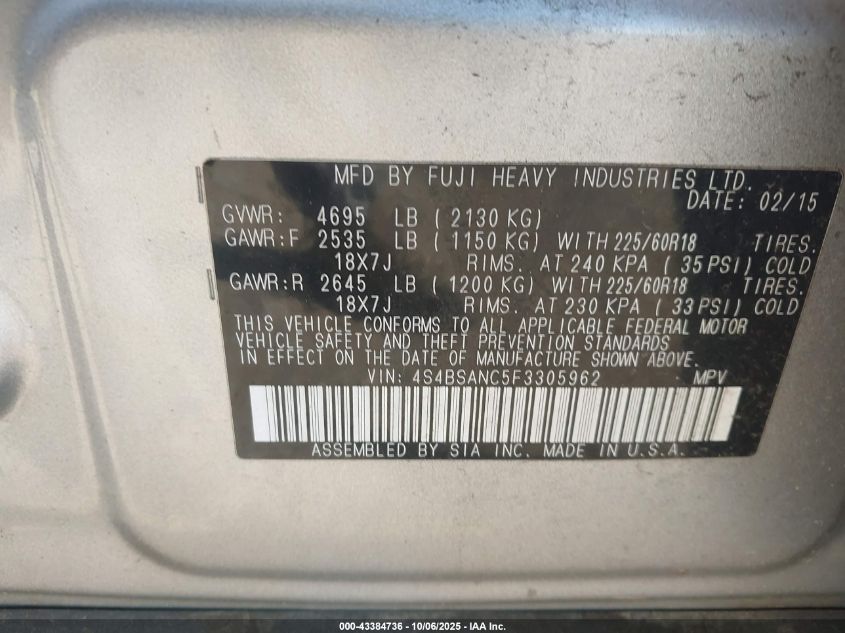 MFD BY FUJI HEAVY INDUSTRIES LTD.
DATE: 02/15
GVWR: 4695 LB ( 2130 KG)
GAWR:F 2535 LB ( 1150 KG) WITH 225/60R18 TIRES.
18X7J RIMS. AT 240 KPA ( 35 PSI) COLD
GAWR:R 2645 LB ( 1200 KG) WITH 225/60R18 TIRES.
18X7J RIMS. AT 230 KPA ( 33 PSI) COLD
THIS VEHICLE CONFORMS TO ALL APPLICABLE FEDERAL MOTOR
VEHICLE SAFETY AND THEFT PREVENTION STANDARDS
IN EFFECT ON THE DATE OF MANUFACTURE SHOWN ABOVE.
VIN: 4S4BSANC5F3305962 MPV
ASSEMBLED BY SIA INC. MADE IN U.S.A.
000-43384736 - 10/06/2025 - IAA Inc.